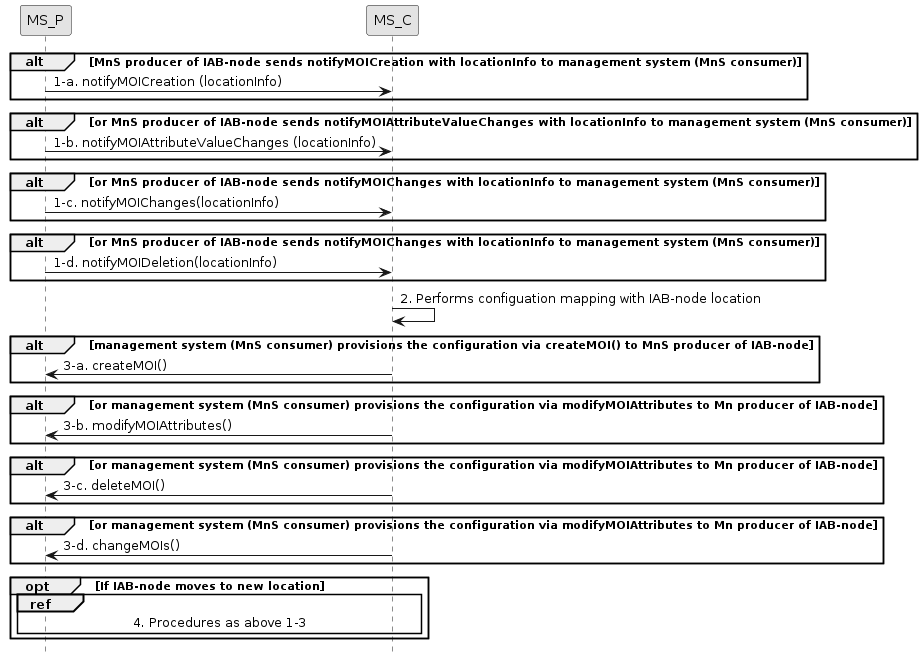 MS_P MS_C
alt [MnS producer of IAB-node sends notifyMOICreation with locationInfo to management system (MnS consumer)]
1-a. notifyMOICreation (locationInfo)
alt [or MnS producer of IAB-node sends notifyMOIAttributeValueChanges with locationInfo to management system (MnS consumer)]
1-b. notifyMOIAttributeValueChanges (locationInfo)
alt [or MnS producer of IAB-node sends notifyMOIChanges with locationInfo to management system (MnS consumer)]
1-c. notifyMOIChanges(locationInfo)
alt [or MnS producer of IAB-node sends notifyMOIChanges with locationInfo to management system (MnS consumer)]
1-d. notifyMOIDeletion(locationInfo)
2. Performs configuation mapping with IAB-node location
alt [management system (MnS consumer) provisions the configuration via createMOI() to MnS producer of IAB-node]
3-a. createMOI()
alt [or management system (MnS consumer) provisions the configuration via modifyMOIAttributes to Mn producer of IAB-node]
3-b. modifyMOIAttributes()
alt [or management system (MnS consumer) provisions the configuration via modifyMOIAttributes to Mn producer of IAB-node]
3-c. deleteMOI()
alt [or management system (MnS consumer) provisions the configuration via modifyMOIAttributes to Mn producer of IAB-node]
3-d. changeMOIs()
opt [If IAB-node moves to new location]
ref
4. Procedures as above 1-3